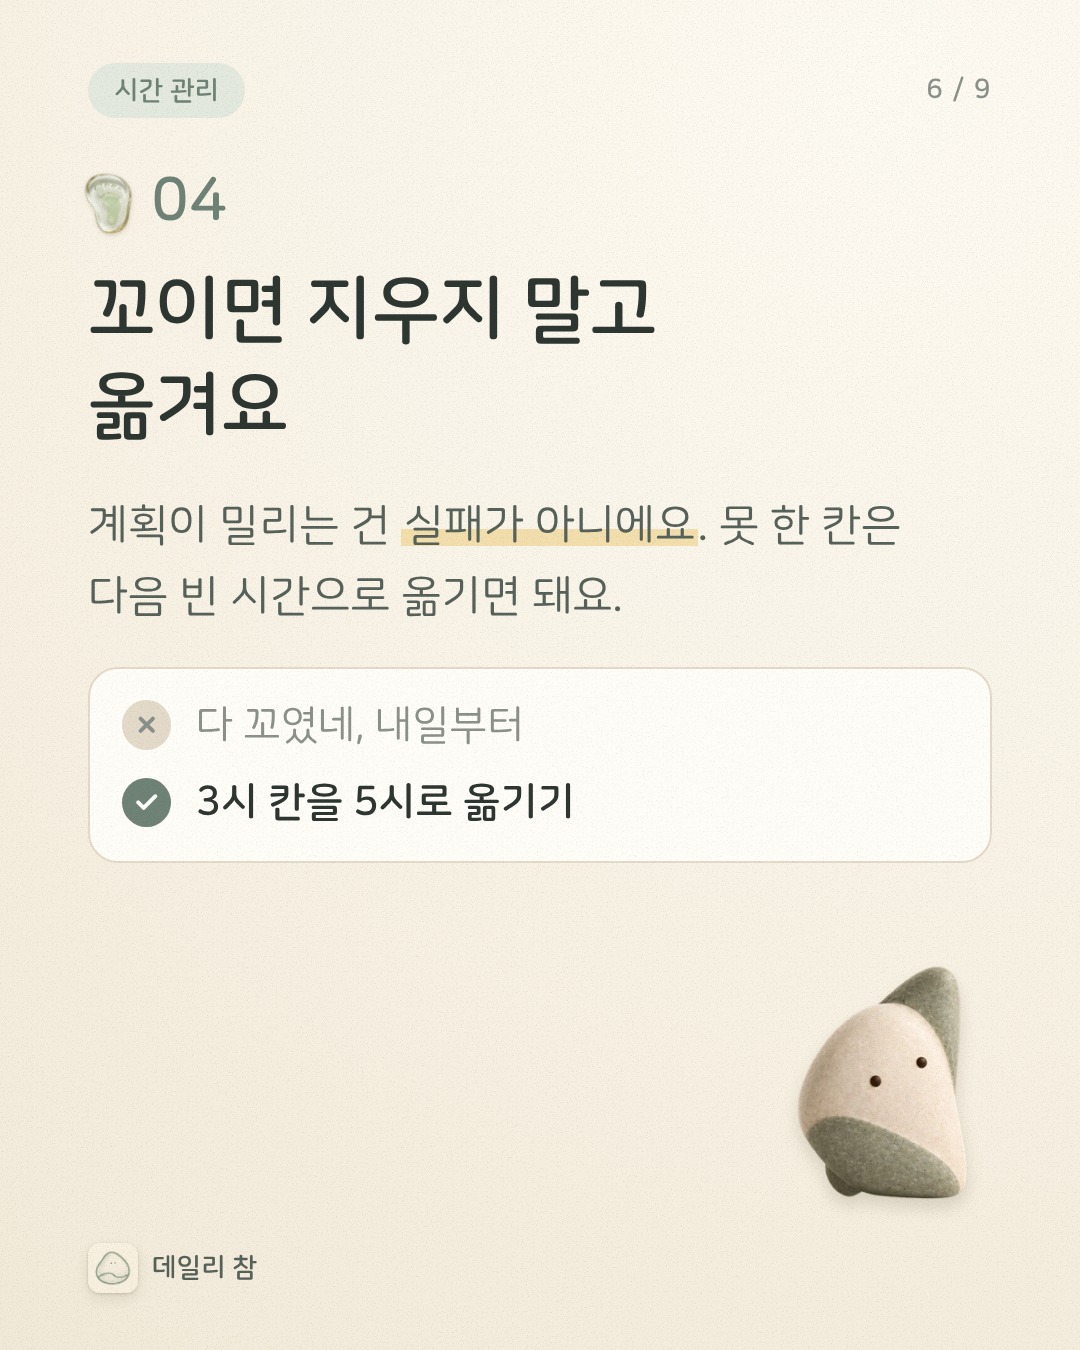 시간 관리
6 / 9
04
꼬이면 지우지 말고
옮겨요
계획이 밀리는 건 실패가 아니에요. 못 한 칸은
다음 빈 시간으로 옮기면 돼요.
다 꼬였네, 내일부터
3시 칸을 5시로 옮기기
데일리 참